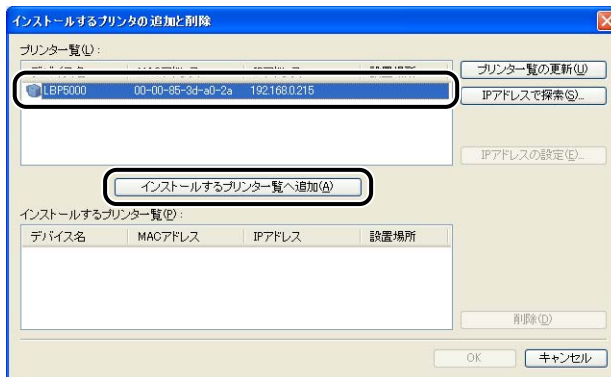 インストールするプリンタの追加と削除
プリンター覧(L):
プリンター覧の更新(U)
LBP5000 00-00-85-3d-a0-2a 192.168.0.215
IPアドレスで探索(S)...
IPアドレスの設定(E)...
インストールするプリンター覧へ追加(A)
インストールするプリンター覧(P):
デバイス名 MACアドレス IPアドレス 設置場所
削除(D)
OK キャンセル